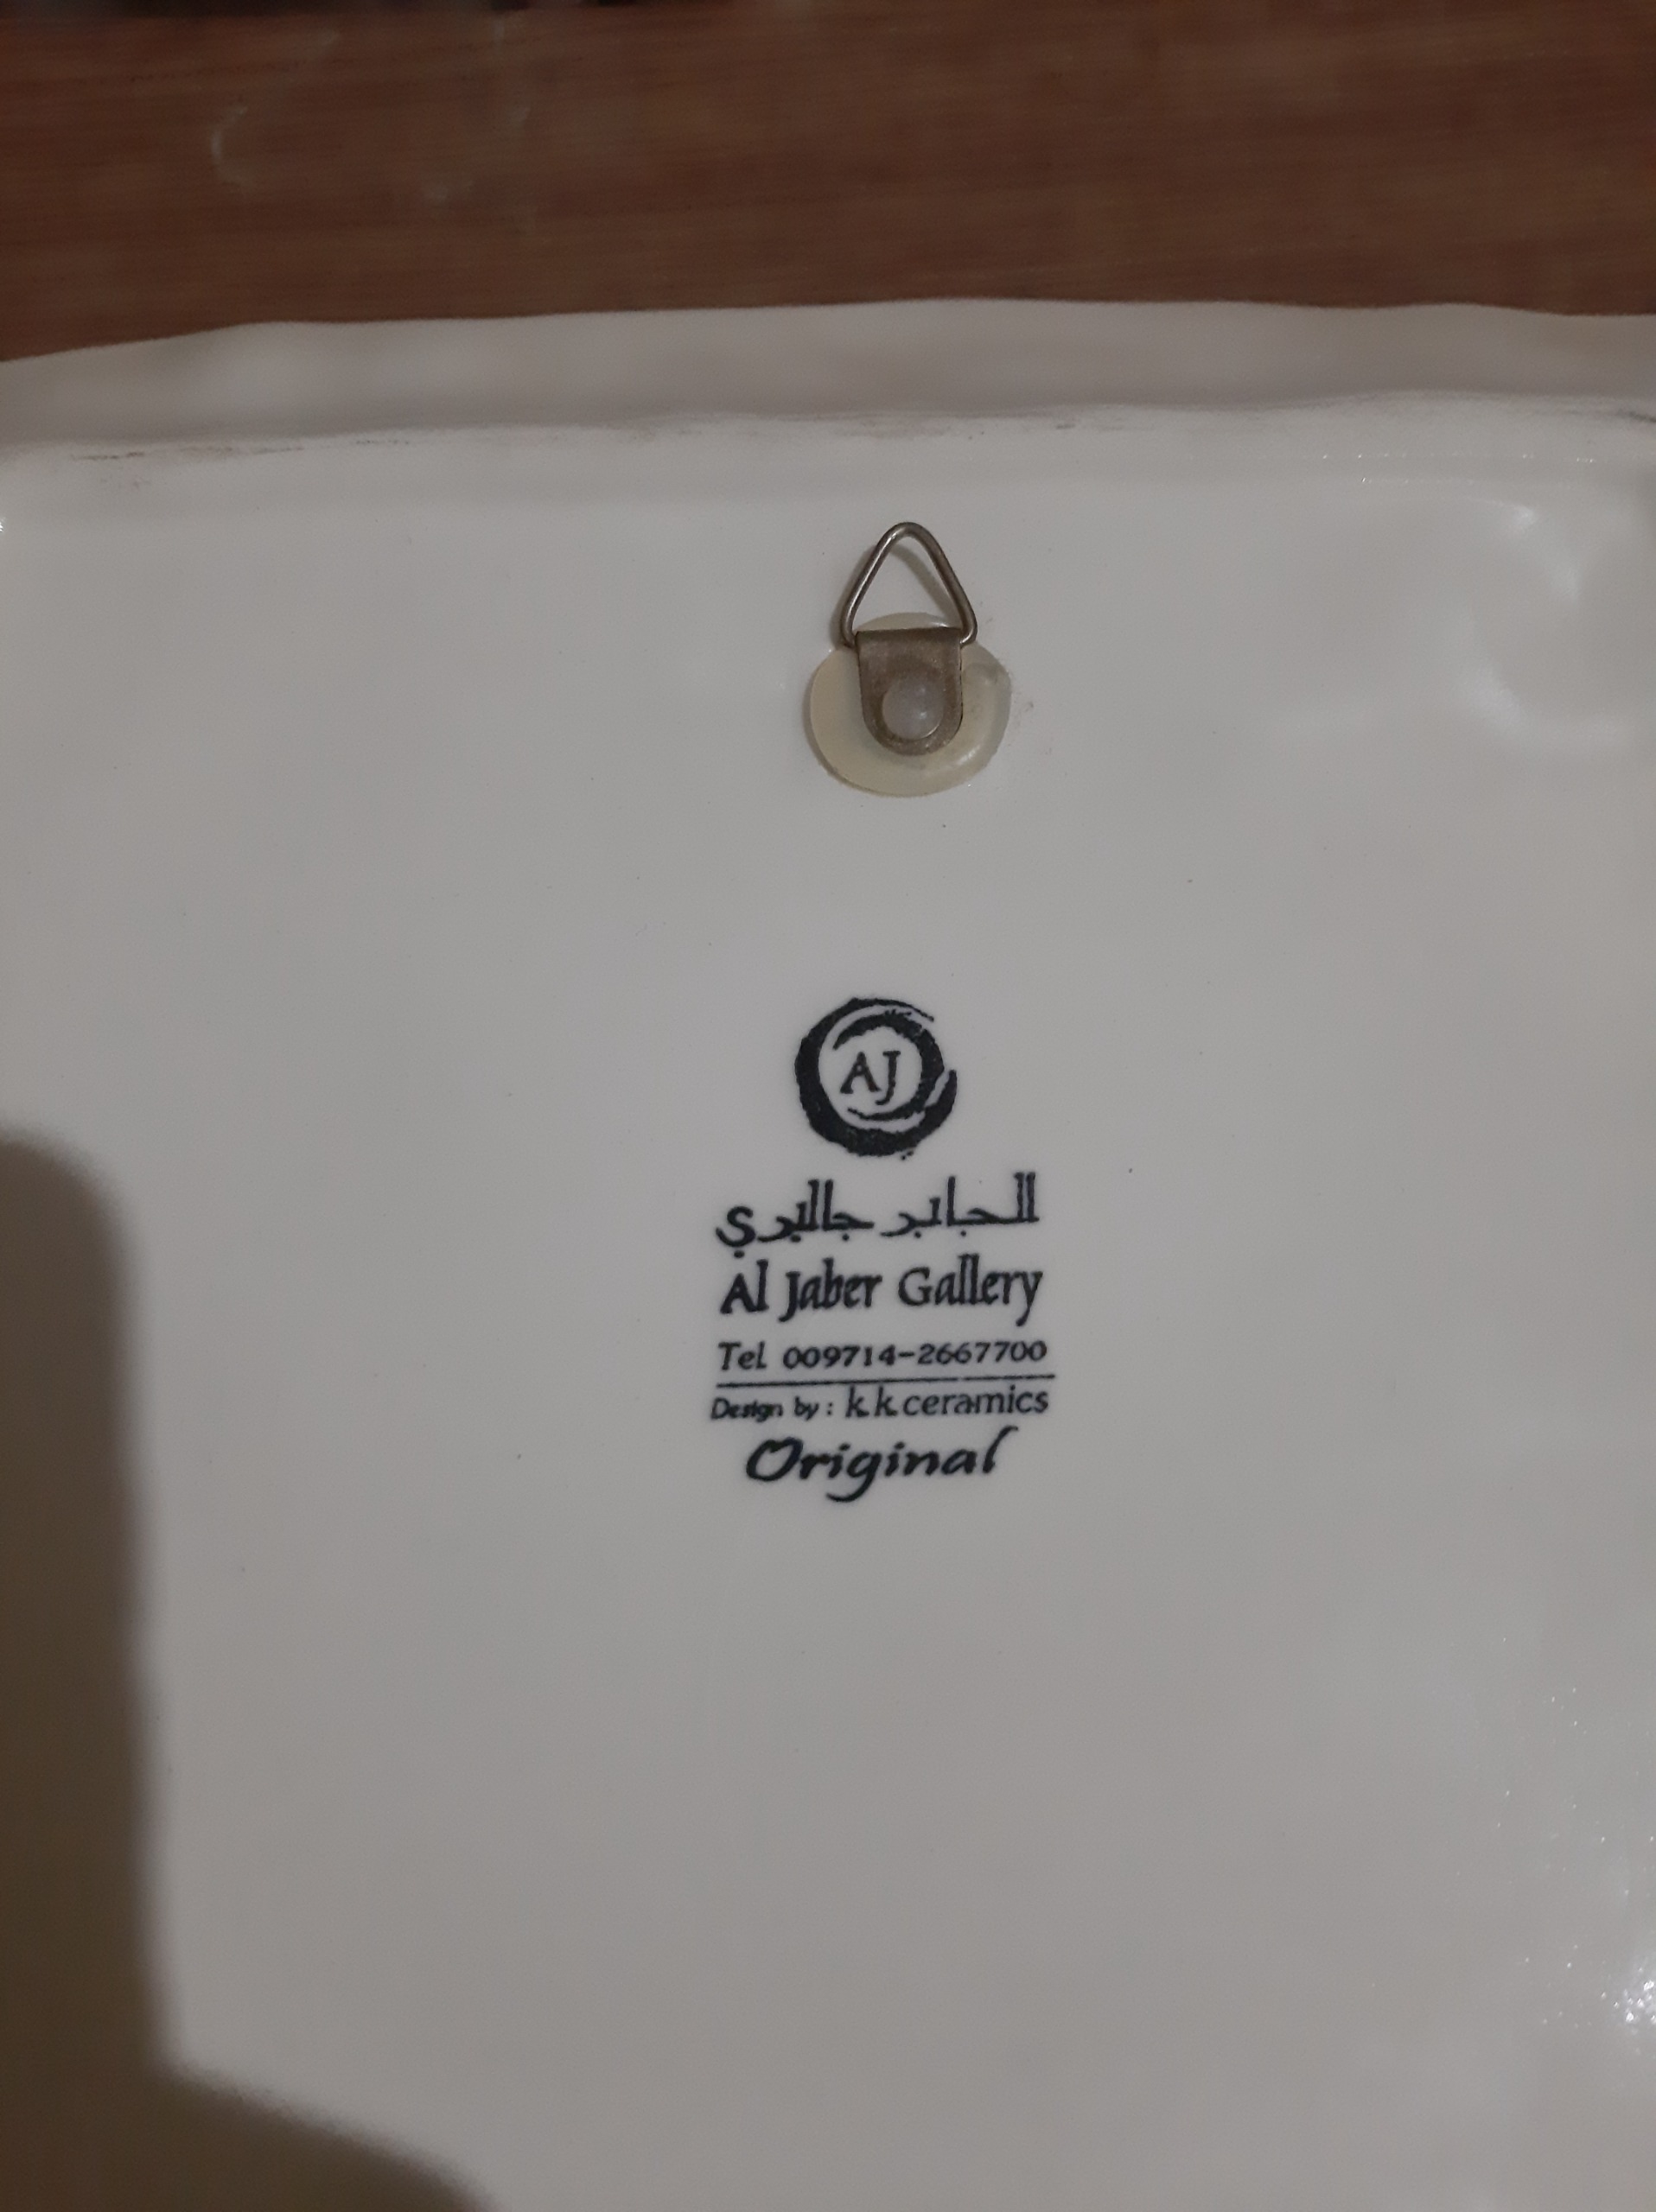 AJ
الجابر جاليري
Al Jaber Gallery
Tel 009714-2667700
Design by: k.k.ceramics
Original